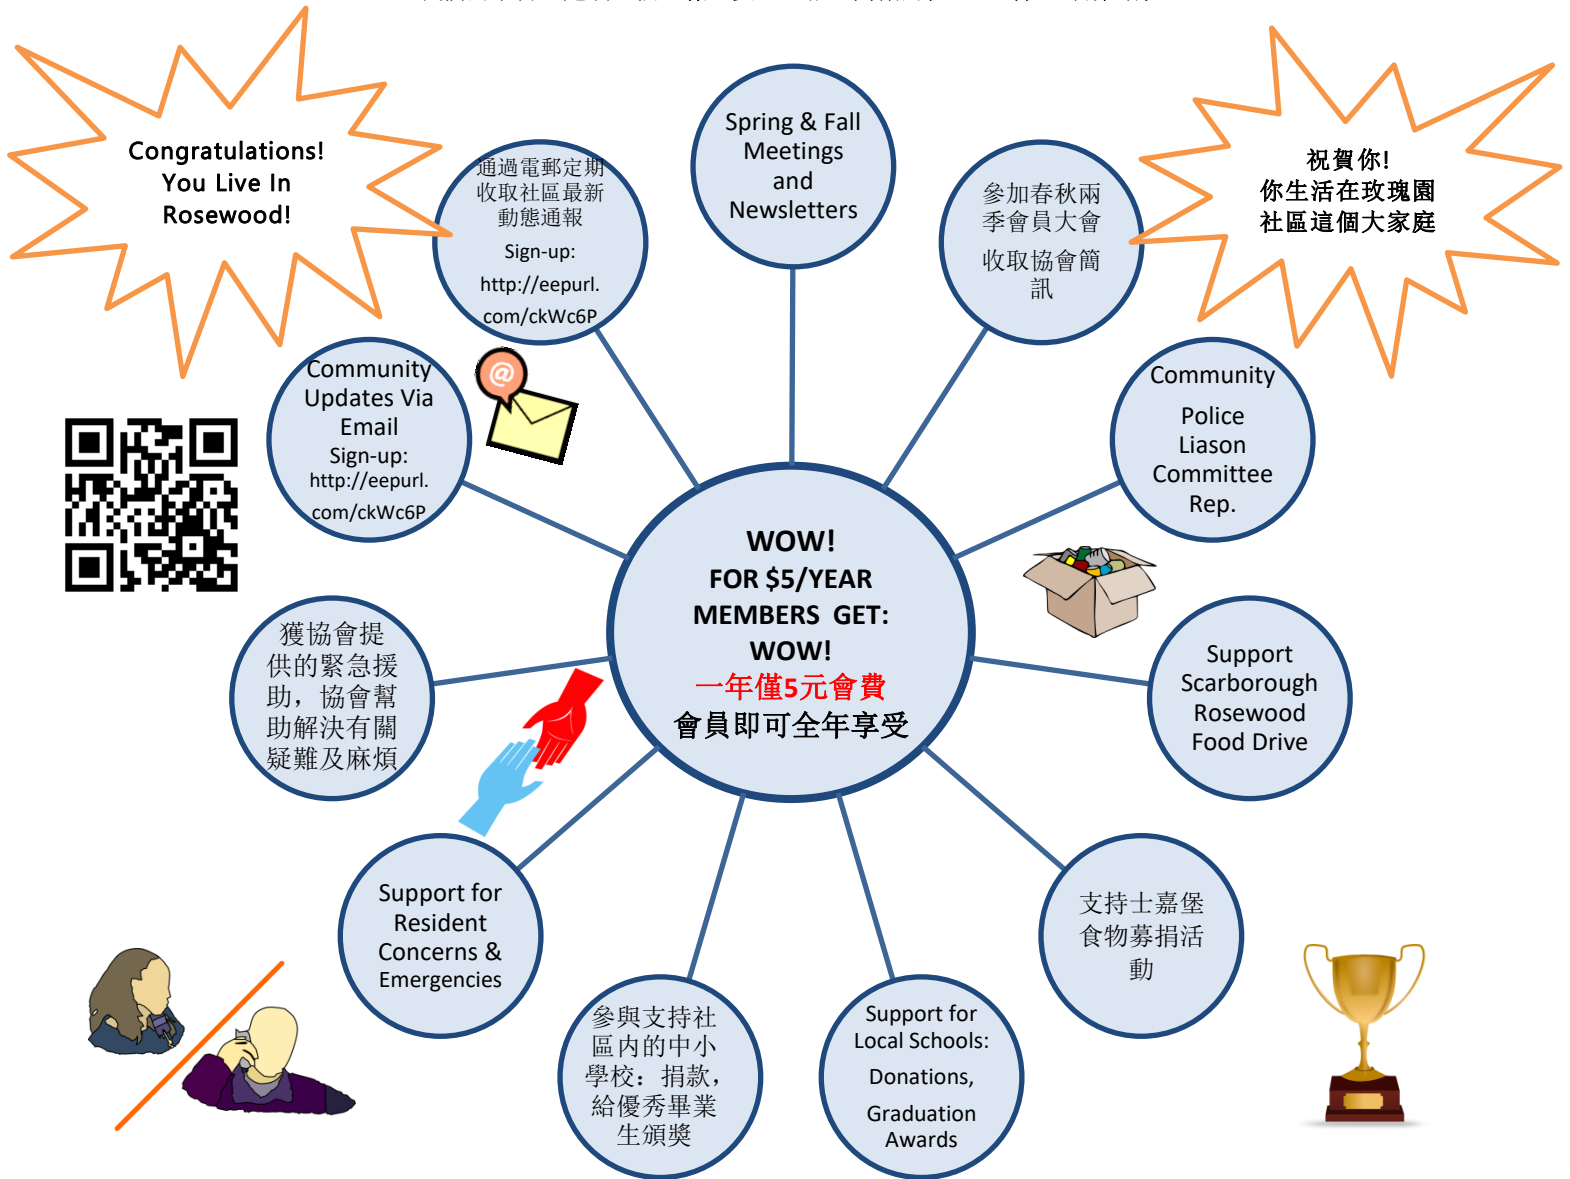 Congratulations!
You Live In
Rosewood!
通過電郵定期
收取社區最新
動態通報
Sign-up:
http://eepurl.
com/ckWc6P
Spring & Fall
Meetings
and
Newsletters
參加春秋兩
季會員大會
收取協會簡
訊
祝賀你!
你生活在玫瑰園
社區這個大家庭
Community
Updates Via
Email
Sign-up:
http://eepurl.
com/ckWc6P
@
Community
Police
Liason
Committee
Rep.
WOW!
FOR $5/YEAR
MEMBERS GET:
WOW!
一年僅5元會費
會員即可全年享受
獲協會提
供的緊急援
助，協會幫
助解決有關
疑難及麻煩
Support
Scarborough
Rosewood
Food Drive
Support for
Resident
Concerns &
Emergencies
支持士嘉堡
食物募捐活
動
參與支持社
區内的中小
學校：捐款，
給優秀畢業
生頒獎
Support for
Local Schools:
Donations,
Graduation
Awards